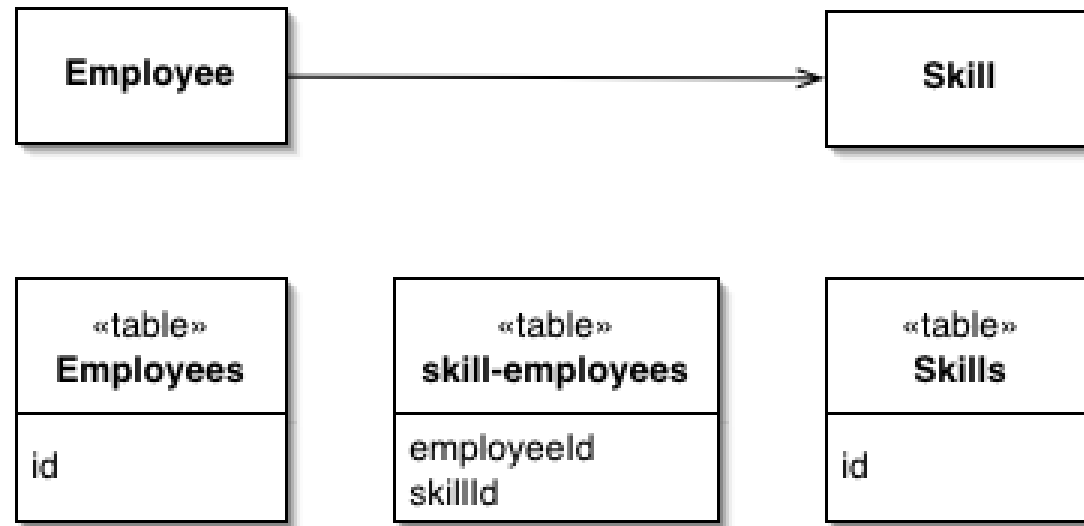 Employee
Skill
«table»
Employees
id
«table»
skill-employees
employeeId
skillId
«table»
Skills
id